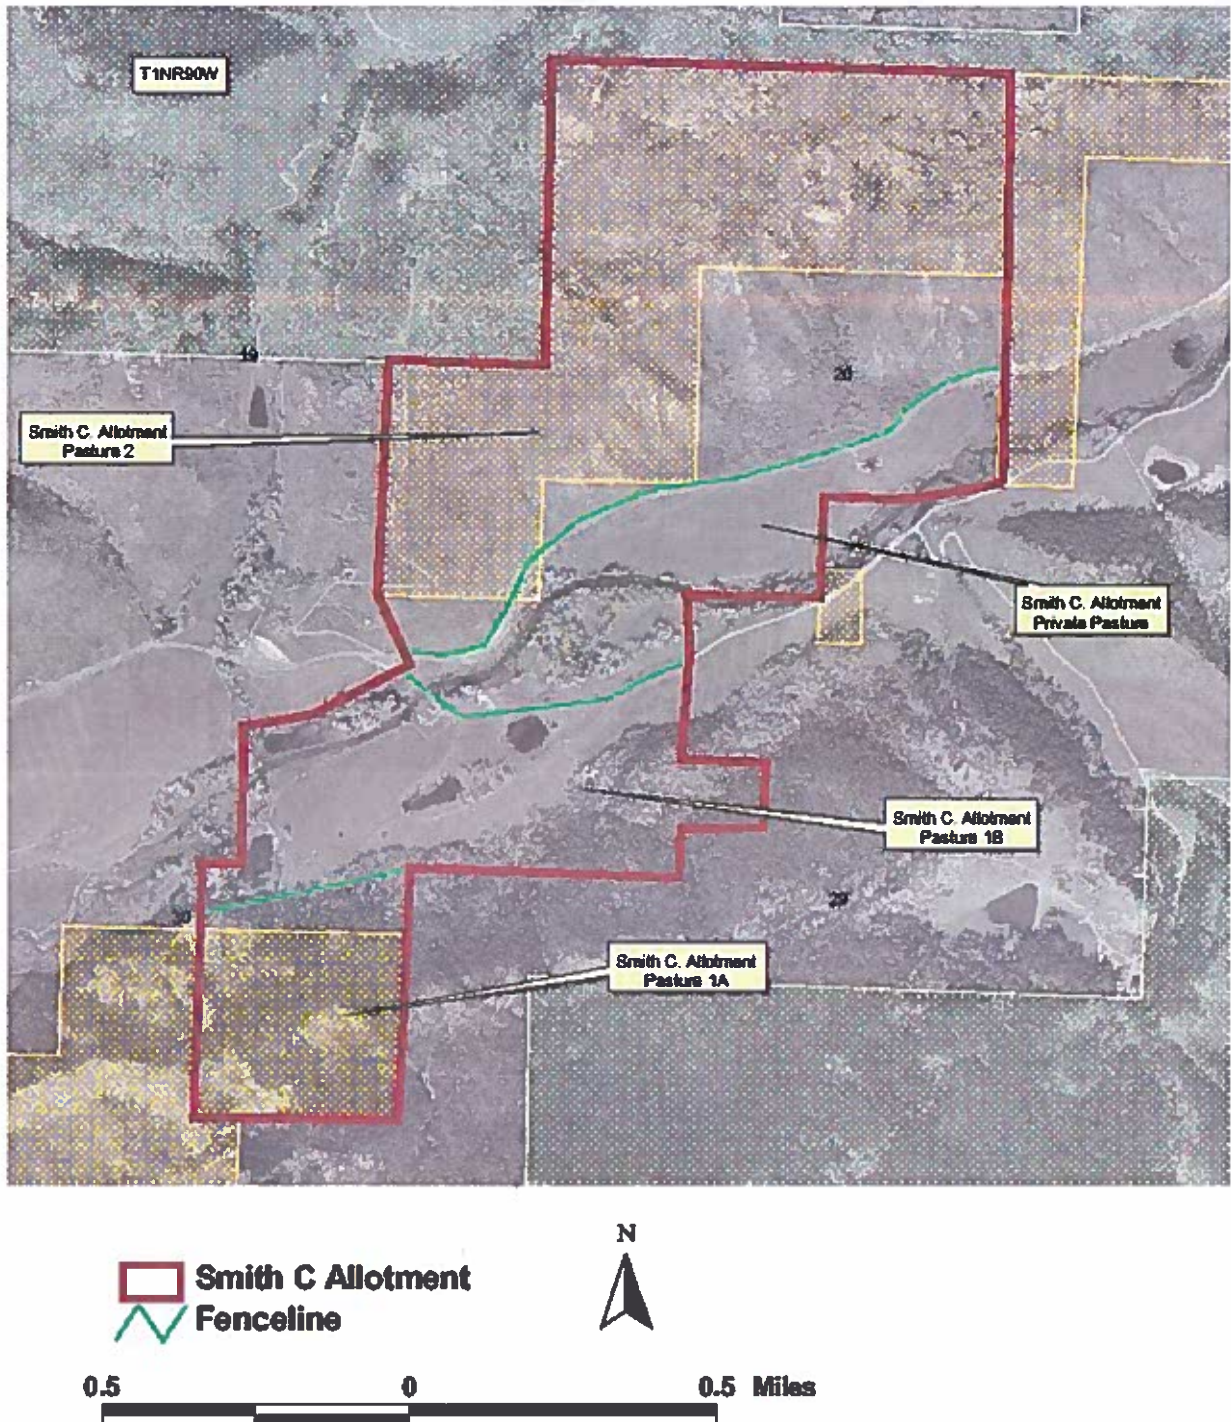 T1NR90W
19
20
Smith C. Allotment
Pasture 2
Smith C. Allotment
Private Pasture
Smith C. Allotment
Pasture 1B
29
30
Smith C. Allotment
Pasture 1A
N
Smith C Allotment
Fenceline
0.5 0 0.5 Miles